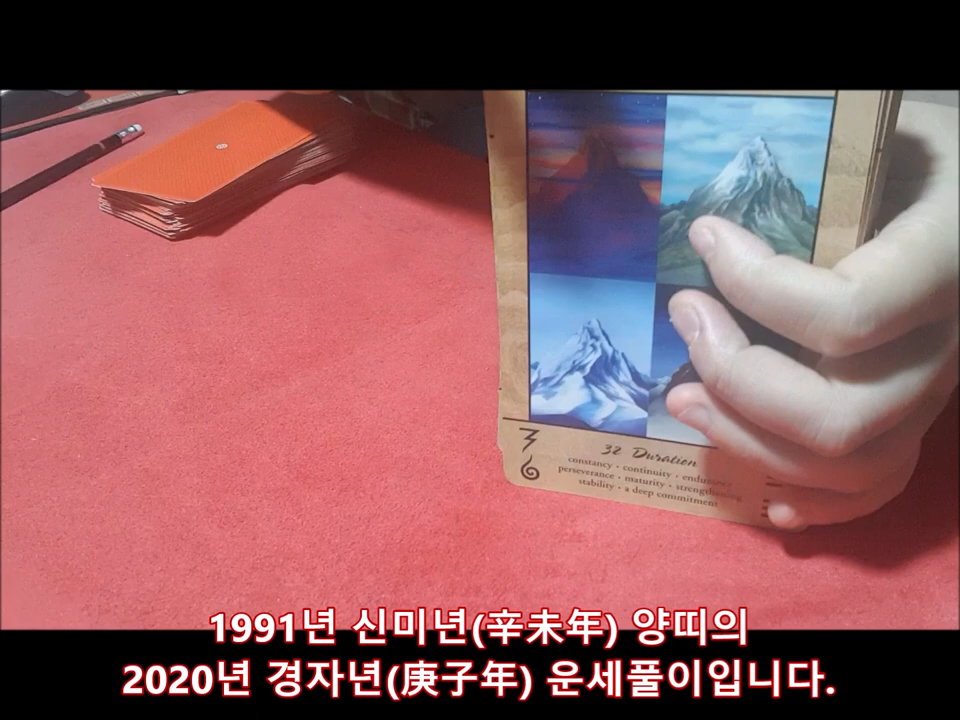 32 Duration
constancy · continuity · endurance
perseverance · maturity · strengthening
stability · a deep commitment
1991년 신미년(辛未年) 양띠의
2020년 경자년(庚子年) 운세풀이입니다.